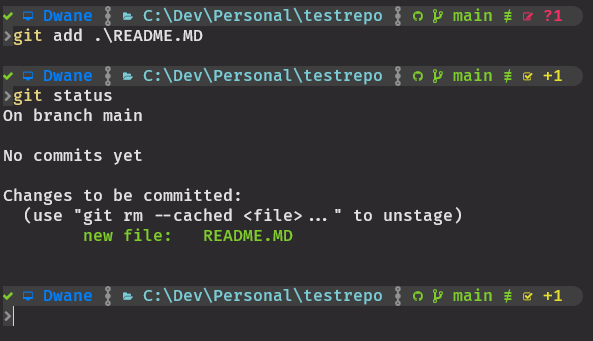 ✔ Dwane C:\Dev\Personal\testrepo main ≢ ?1
>git add .\README.MD
✔ Dwane C:\Dev\Personal\testrepo main ≢ +1
>git status
On branch main
No commits yet
Changes to be committed:
(use "git rm --cached <file>..." to unstage)
new file: README.MD
✔ Dwane C:\Dev\Personal\testrepo main ≢ +1
>